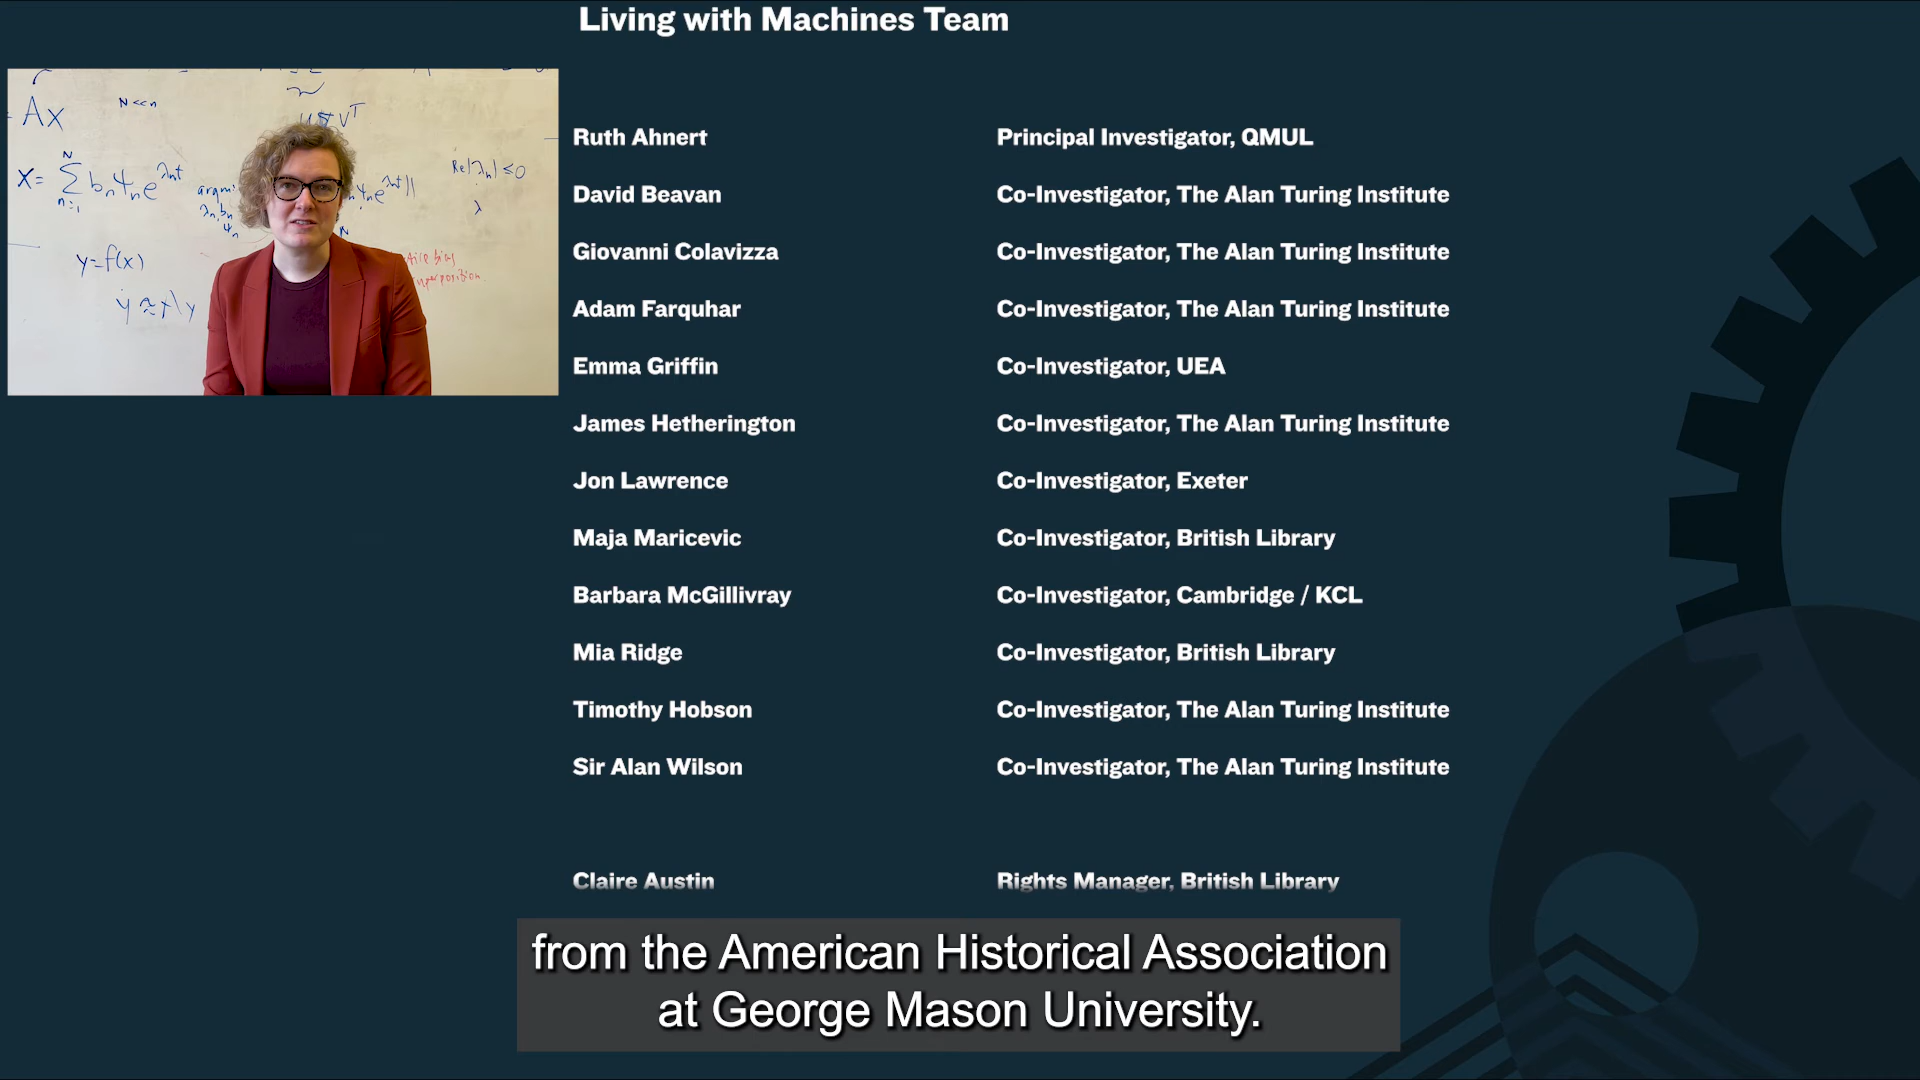 Living with Machines Team
Ax
N<<n
Re(λn) ≤ 0
λ
y=f(x)
Ruth Ahnert Principal Investigator, QMUL
David Beavan Co-Investigator, The Alan Turing Institute
Giovanni Colavizza Co-Investigator, The Alan Turing Institute
Adam Farquhar Co-Investigator, The Alan Turing Institute
Emma Griffin Co-Investigator, UEA
James Hetherington Co-Investigator, The Alan Turing Institute
Jon Lawrence Co-Investigator, Exeter
Maja Maricevic Co-Investigator, British Library
Barbara McGillivray Co-Investigator, Cambridge / KCL
Mia Ridge Co-Investigator, British Library
Timothy Hobson Co-Investigator, The Alan Turing Institute
Sir Alan Wilson Co-Investigator, The Alan Turing Institute
Claire Austin Rights Manager, British Library
from the American Historical Association
at George Mason University.